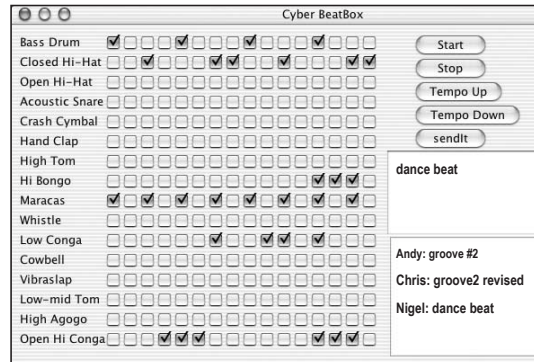 Cyber BeatBox
Bass Drum
Closed Hi-Hat
Open Hi-Hat
Acoustic Snare
Crash Cymbal
Hand Clap
High Tom
Hi Bongo
Maracas
Whistle
Low Conga
Cowbell
Vibraslap
Low-mid Tom
High Agogo
Open Hi Conga
Start
Stop
Tempo Up
Tempo Down
sendIt
dance beat
Andy: groove #2
Chris: groove2 revised
Nigel: dance beat